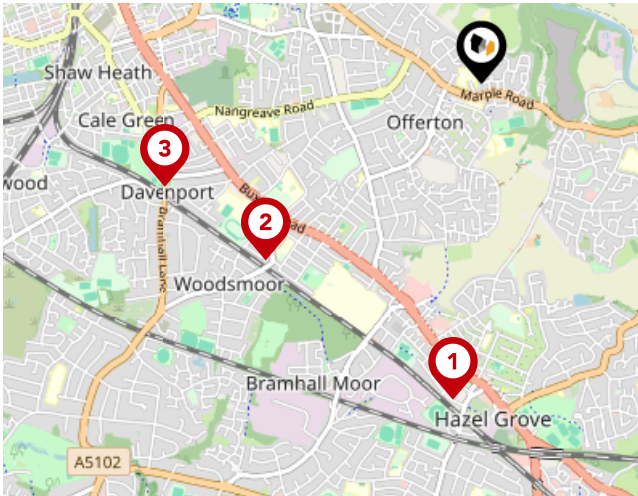 Shaw Heath
Marple Road
Nangreave Road
Cale Green
Offerton
3
wood
Davenport
Bramhall Lane
2
Woodsmoor
1
Bramhall Moor
Hazel Grove
A5102